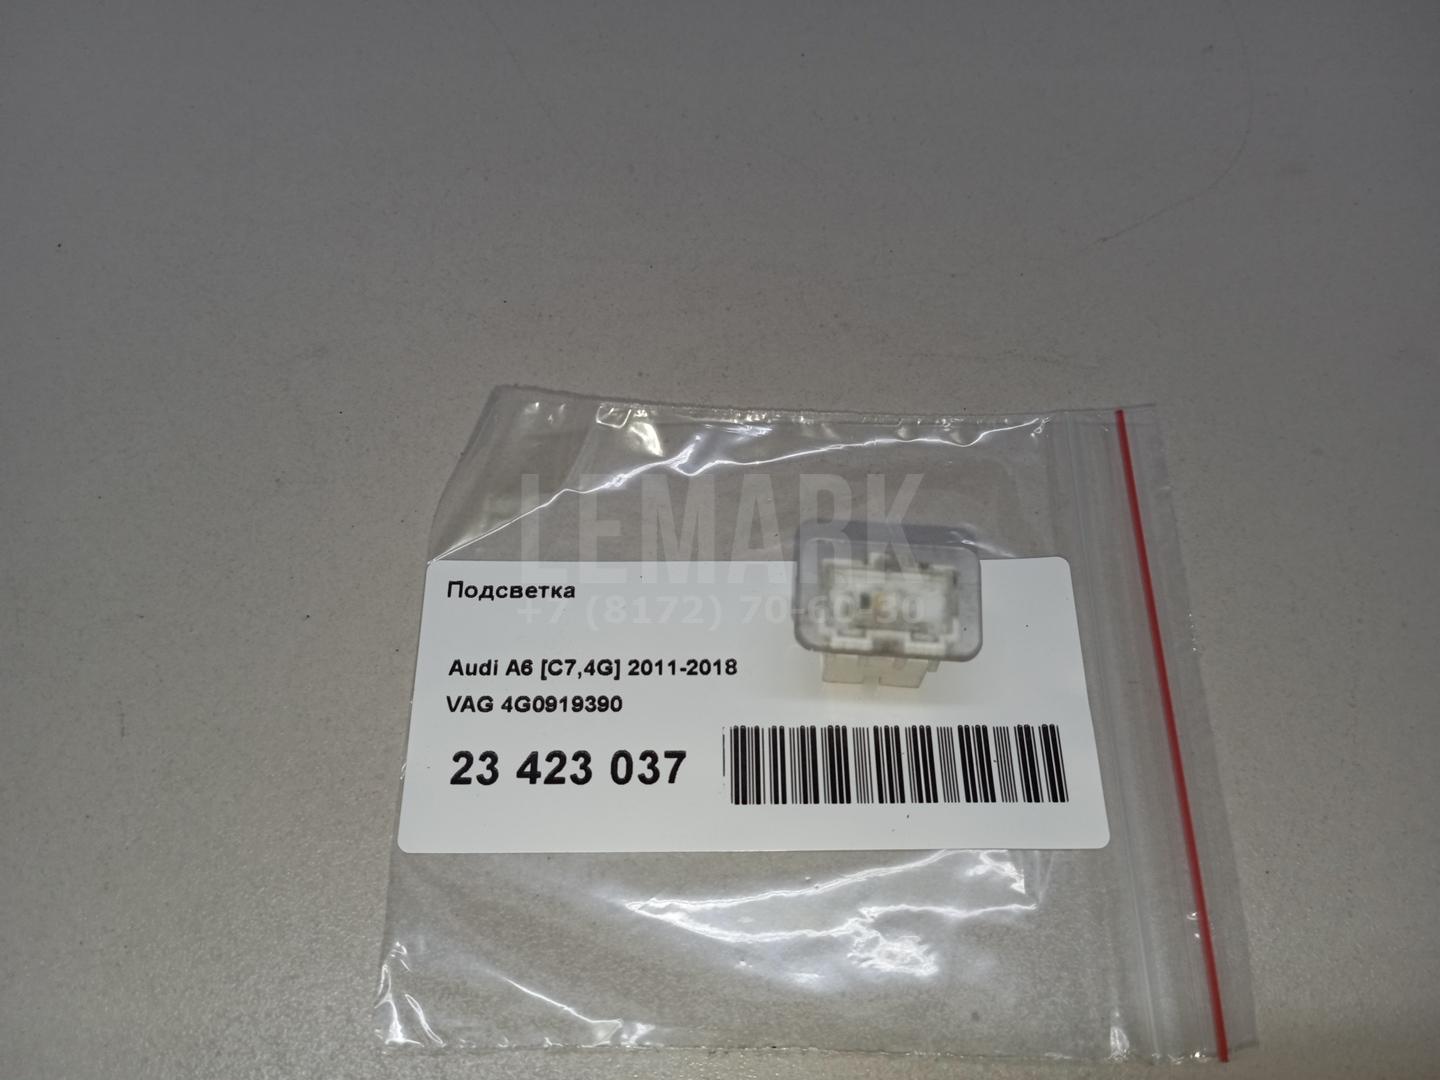 LEMARK
+7 (8172) 70-60-30
Подсветка
Audi A6 [C7,4G] 2011-2018
VAG 4G0919390
23 423 037